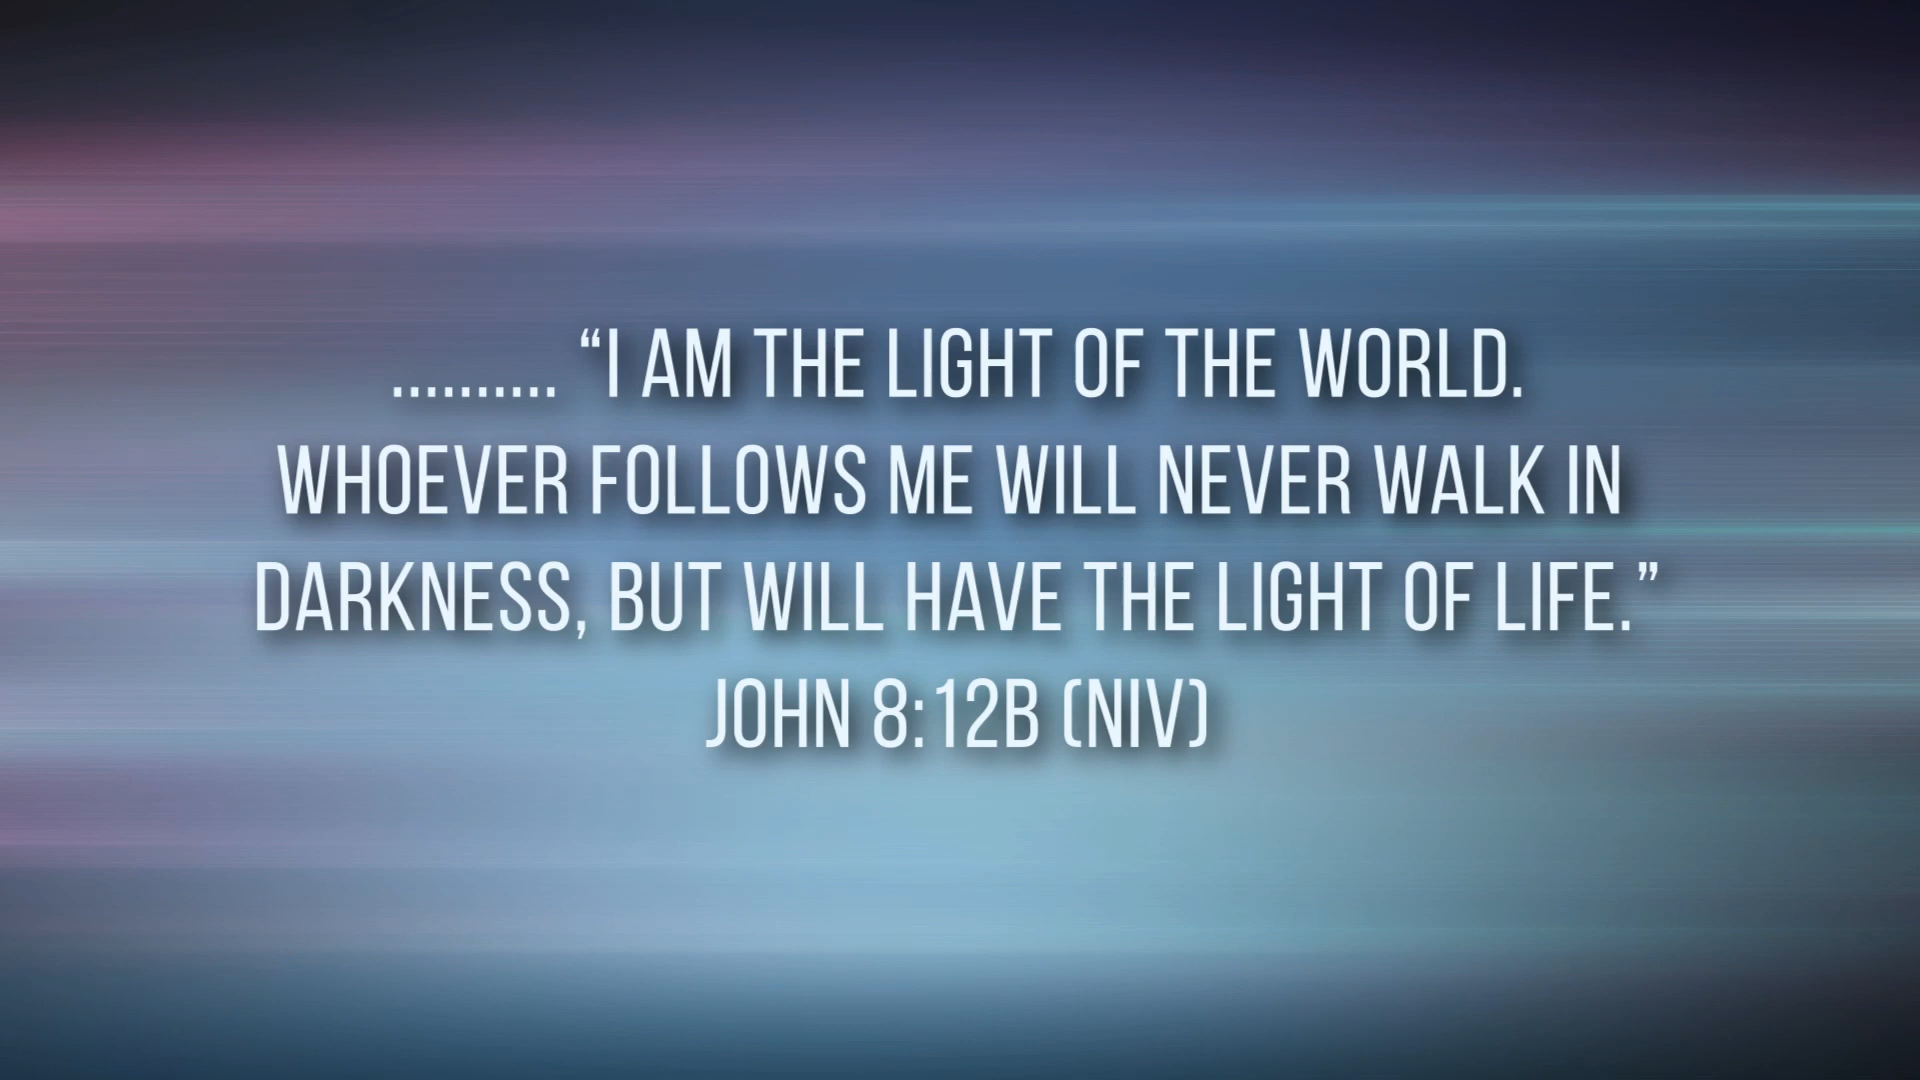 .......... “I AM THE LIGHT OF THE WORLD.
WHOEVER FOLLOWS ME WILL NEVER WALK IN
DARKNESS, BUT WILL HAVE THE LIGHT OF LIFE.”
JOHN 8:12B (NIV)